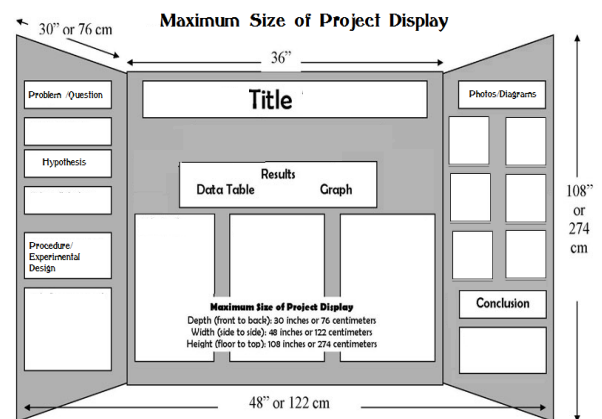 Maximum Size of Project Display
30” or 76 cm
36”
Problem /Question
Hypothesis
Procedure/
Experimental
Design
Title
Results
Data Table Graph
Maximum Size of Project Display
Depth (front to back): 30 inches or 76 centimeters
Width (side to side): 48 inches or 122 centimeters
Height (floor to top): 108 inches or 274 centimeters
Photos/Diagrams
Conclusion
108”
or
274
cm
48” or 122 cm